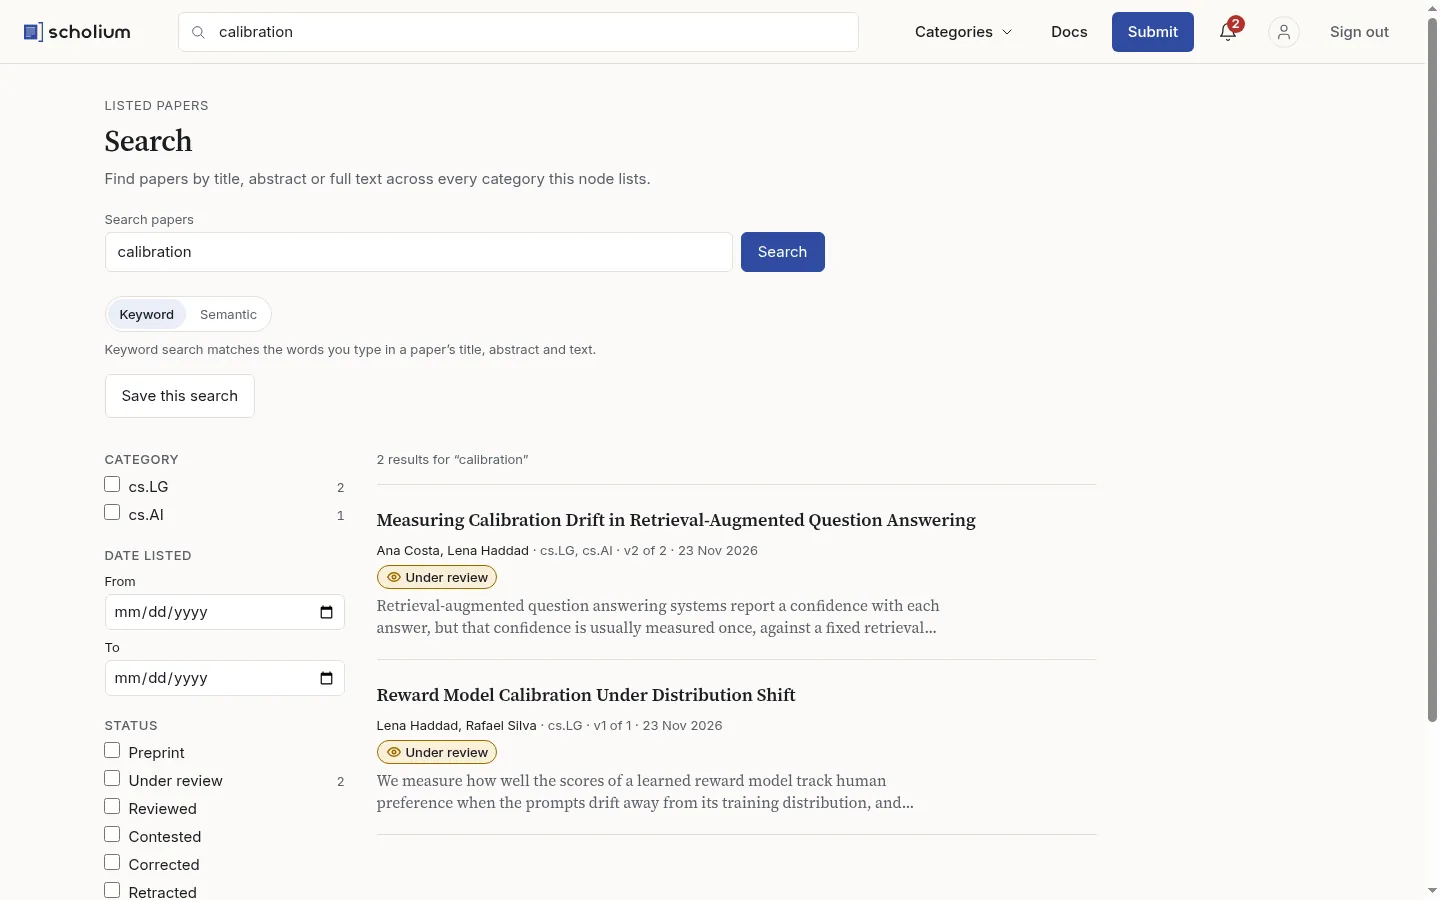 scholium
calibration
Categories
Docs
Submit
2
Sign out
LISTED PAPERS
Search
Find papers by title, abstract or full text across every category this node lists.
Search papers
calibration
Search
Keyword
Semantic
Keyword search matches the words you type in a paper’s title, abstract and text.
Save this search
CATEGORY
cs.LG 2
cs.AI 1
DATE LISTED
From
mm/dd/yyyy
To
mm/dd/yyyy
STATUS
Preprint
Under review 2
Reviewed
Contested
Corrected
Retracted
2 results for “calibration”
Measuring Calibration Drift in Retrieval-Augmented Question Answering
Ana Costa, Lena Haddad · cs.LG, cs.AI · v2 of 2 · 23 Nov 2026
Under review
Retrieval-augmented question answering systems report a confidence with each
answer, but that confidence is usually measured once, against a fixed retrieval...
Reward Model Calibration Under Distribution Shift
Lena Haddad, Rafael Silva · cs.LG · v1 of 1 · 23 Nov 2026
Under review
We measure how well the scores of a learned reward model track human
preference when the prompts drift away from its training distribution, and...